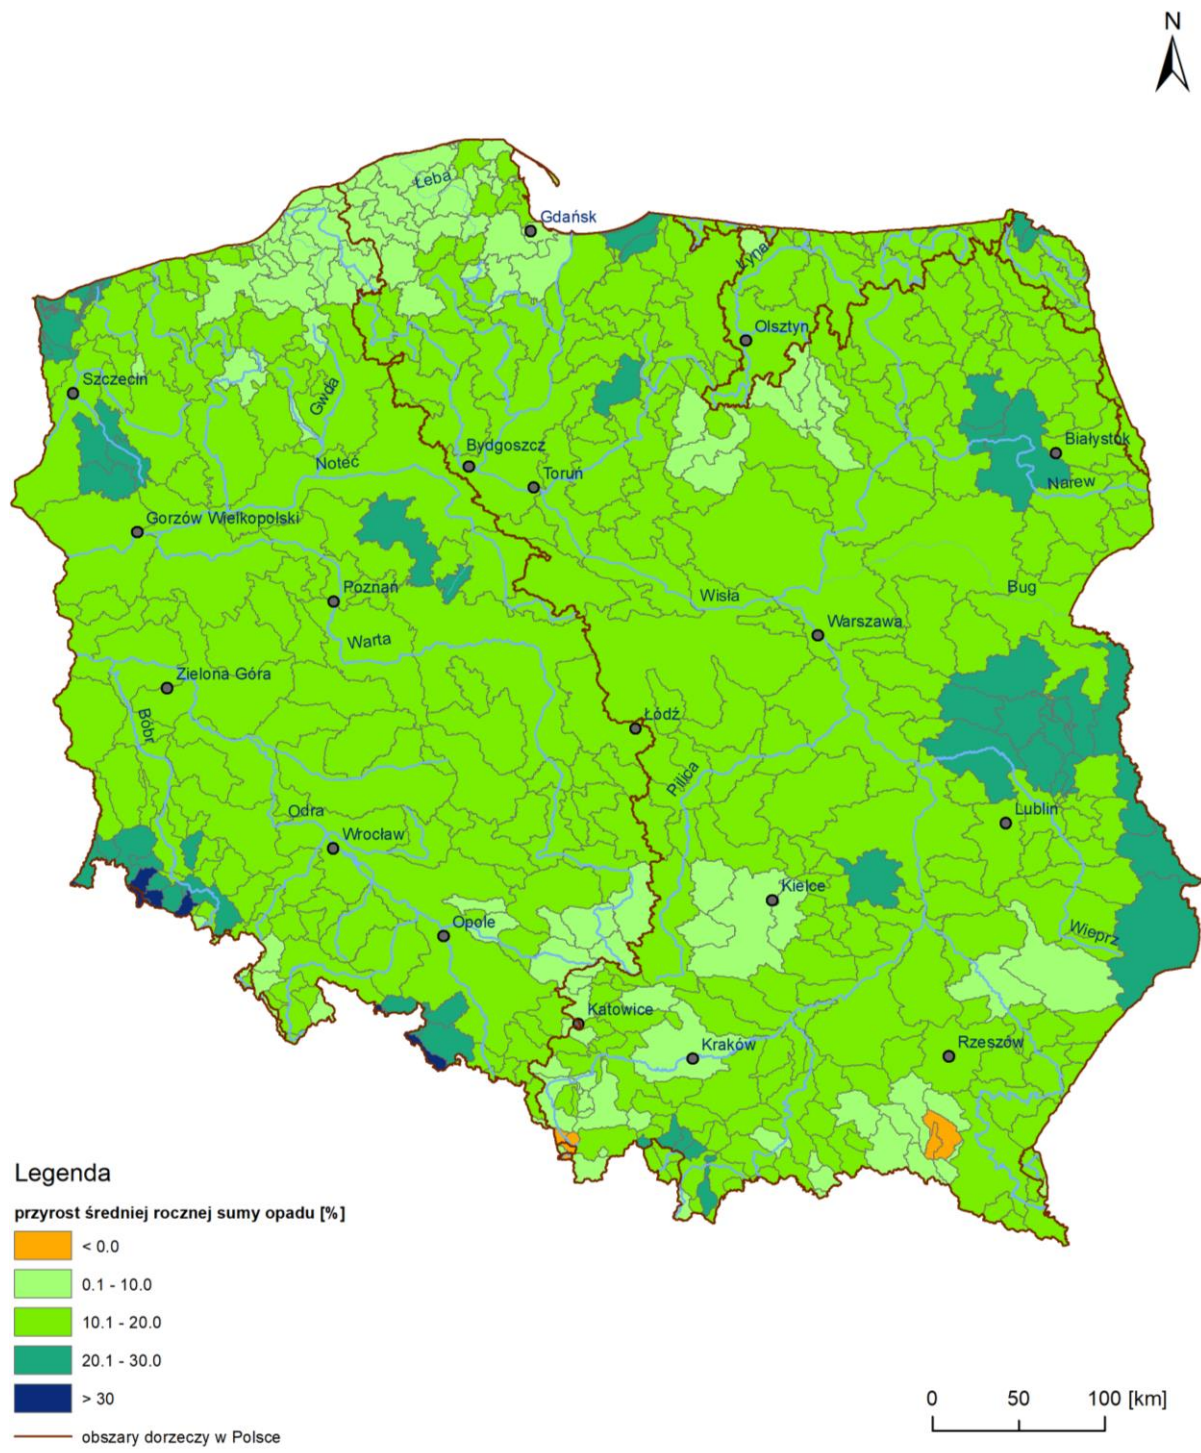 N
Łeba
Gdańsk
Łyna
Olsztyn
Szczecin
Gwda
Bydgoszcz
Białystok
Noteć
Toruń
Narew
Gorzów Wielkopolski
Bug
Poznań
Wisła
Warszawa
Warta
Zielona Góra
Bóbr
Łódź
Pilica
Odra
Wrocław
Lublin
Kielce
Opole
Wieprz
Katowice
Kraków
Rzeszów
Legenda
przyrost średniej rocznej sumy opadu [%]
< 0.0
0.1 - 10.0
10.1 - 20.0
20.1 - 30.0
> 30
obszary dorzeczy w Polsce
0 50 100 [km]